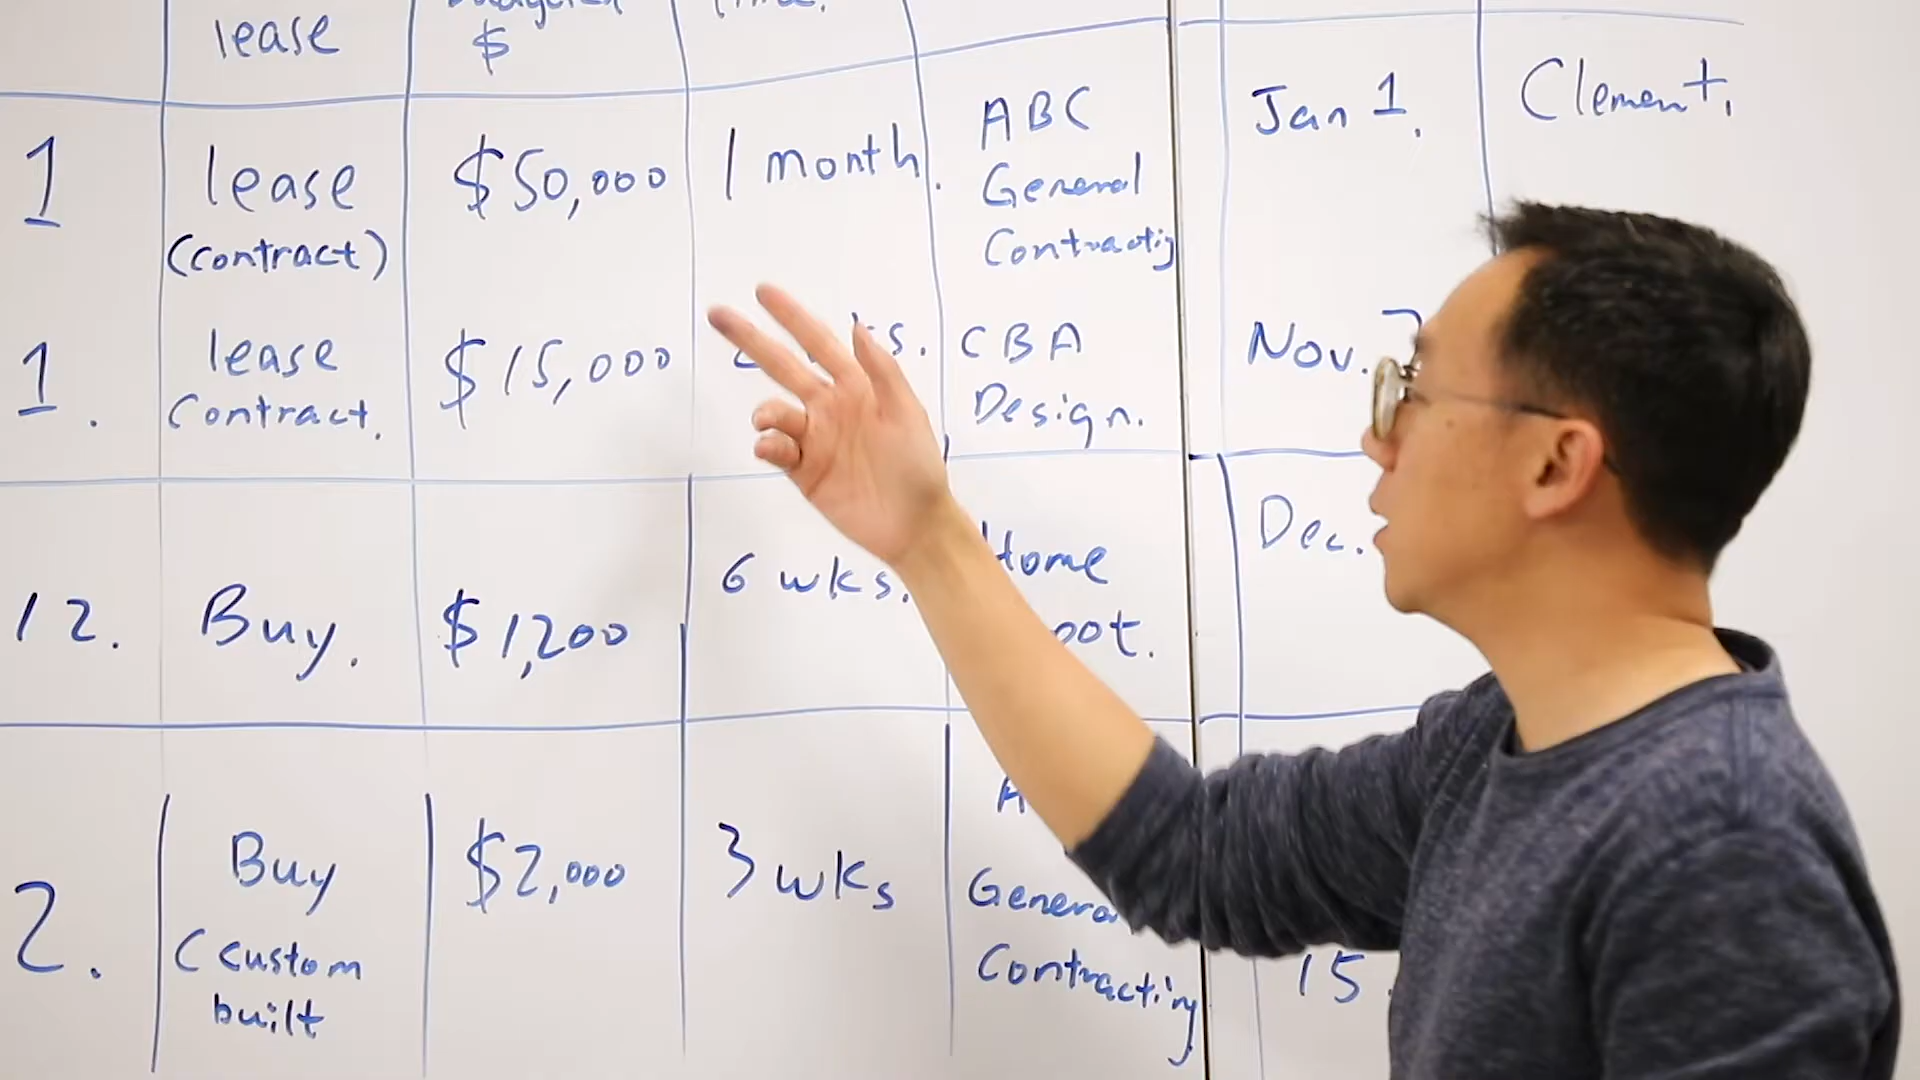 lease
$
1
lease
(contract)
$50,000
1 month.
ABC
General
Contracting
Jan 1.
Clement.
1.
lease
Contract.
$15,000
CBA
Design.
Nov.
12.
Buy.
$1,200
6 wks.
Home
Dec.
2.
Buy
(custom
built
$2,000
3 wks
General
Contracting
15.